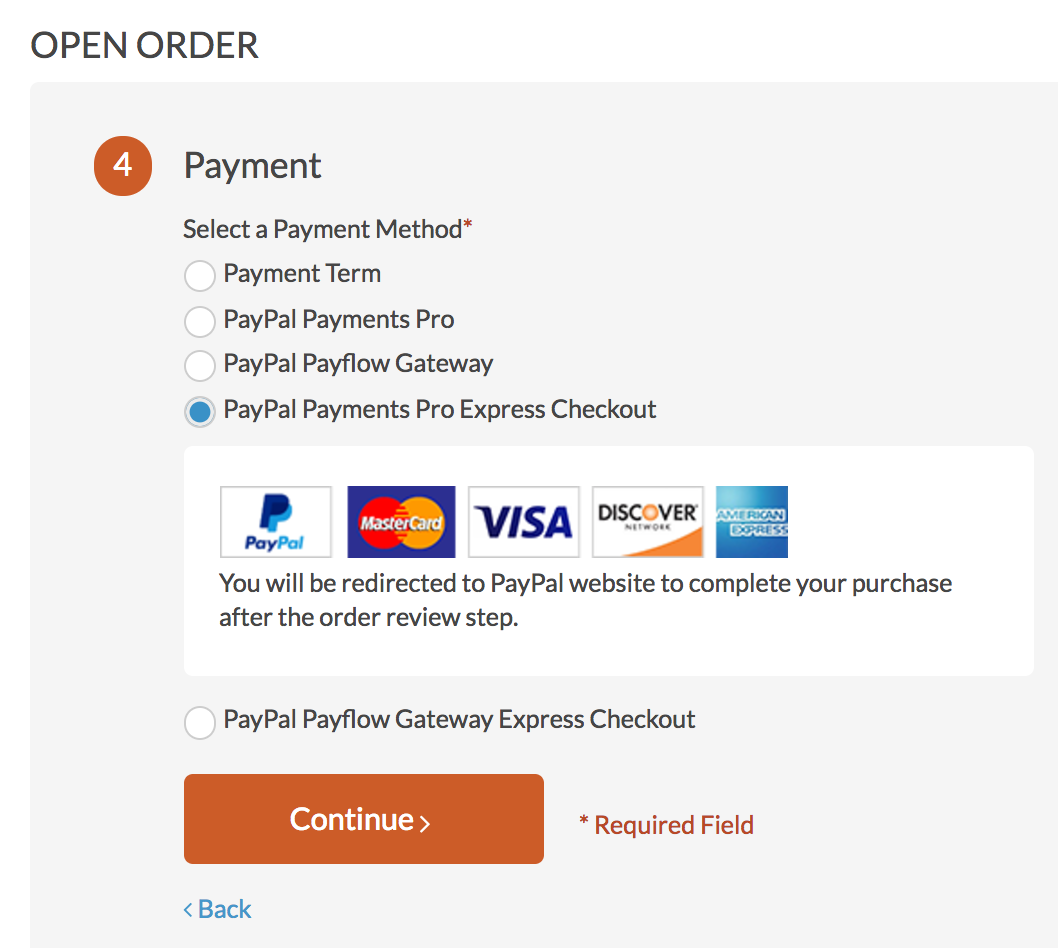 OPEN ORDER
4 Payment
Select a Payment Method*
Payment Term
PayPal Payments Pro
PayPal Payflow Gateway
PayPal Payments Pro Express Checkout
PayPal MasterCard VISA DISCOVER NETWORK AMERICAN EXPRESS
You will be redirected to PayPal website to complete your purchase
after the order review step.
PayPal Payflow Gateway Express Checkout
Continue >
* Required Field
< Back